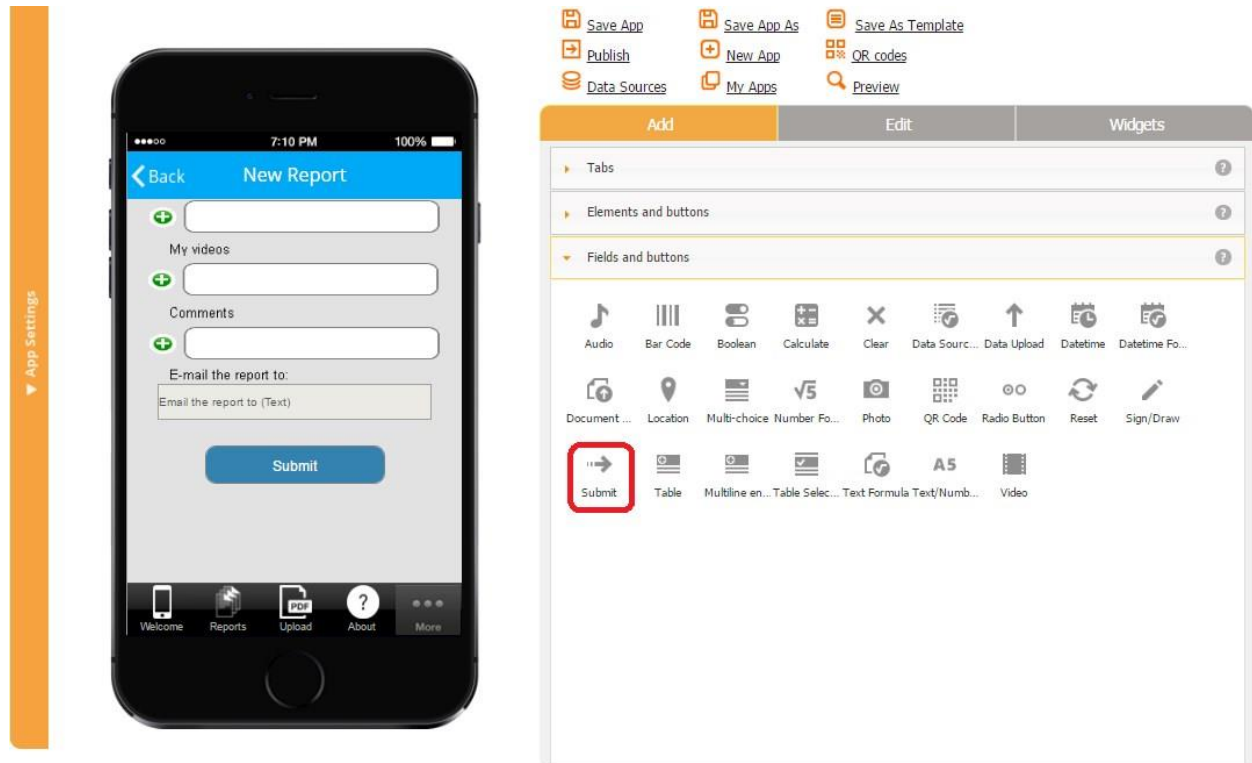 Save App
Save App As
Save As Template
Publish
New App
QR codes
Data Sources
My Apps
Preview
App Settings
7:10 PM
100%
Back
New Report
My videos
Comments
E-mail the report to:
Email the report to (Text)
Submit
Welcome
Reports
PDF
Upload
?
About
More
Add
Edit
Widgets
Tabs
?
Elements and buttons
?
Fields and buttons
?
Audio
Bar Code
Boolean
Calculate
Clear
Data Sourc...
Data Upload
Datetime
Datetime Fo...
Document ...
Location
Multi-choice
√5
Number Fo...
Photo
QR Code
Radio Button
Reset
Sign/Draw
Submit
Table
Multiline en...
Table Selec...
Text Formula
A5
Text/Numb...
Video